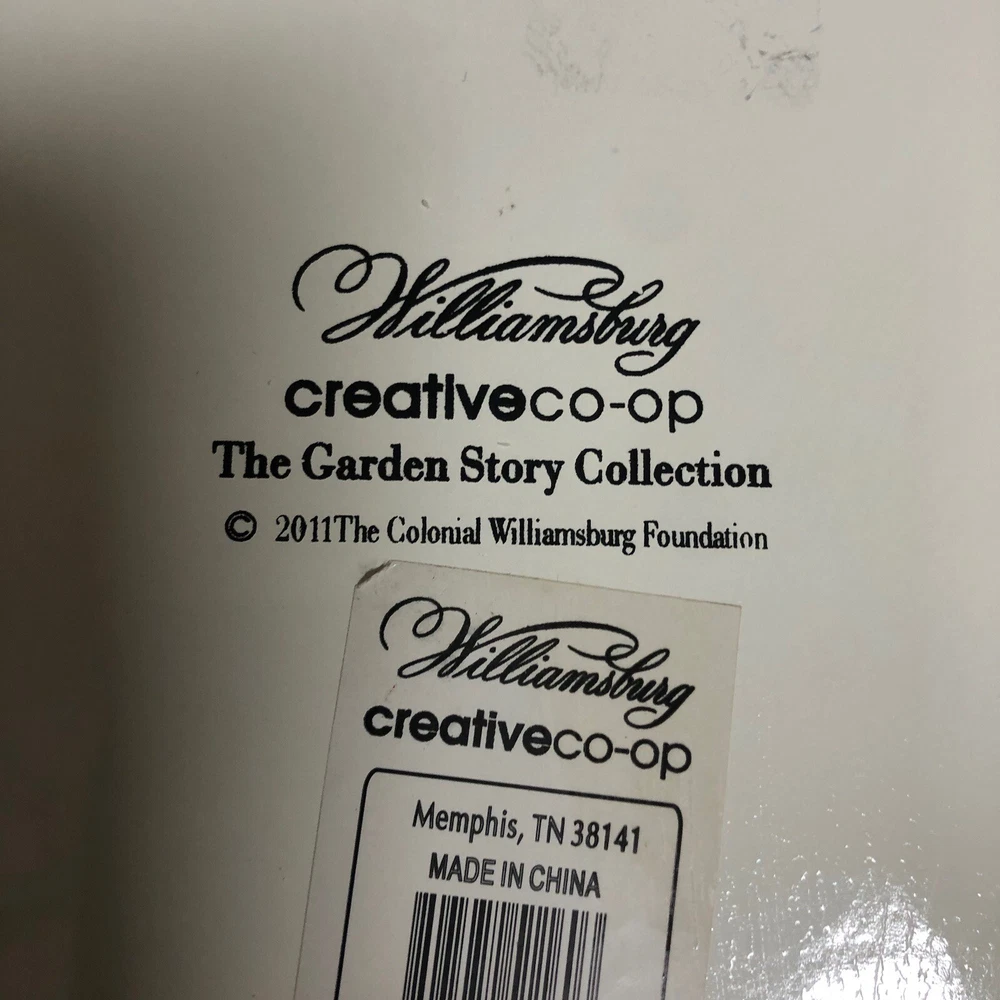 Williamsburg
creativeco-op
The Garden Story Collection
© 2011The Colonial Williamsburg Foundation
Williamsburg
creativeco-op
Memphis, TN 38141
MADE IN CHINA